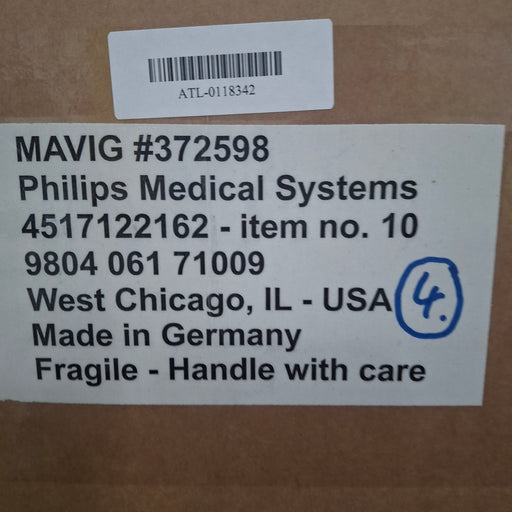 ATL-0118342
MAVIG #372598
Philips Medical Systems
4517122162 - item no. 10
9804 061 71009
West Chicago, IL - USA
4.
Made in Germany
Fragile - Handle with care